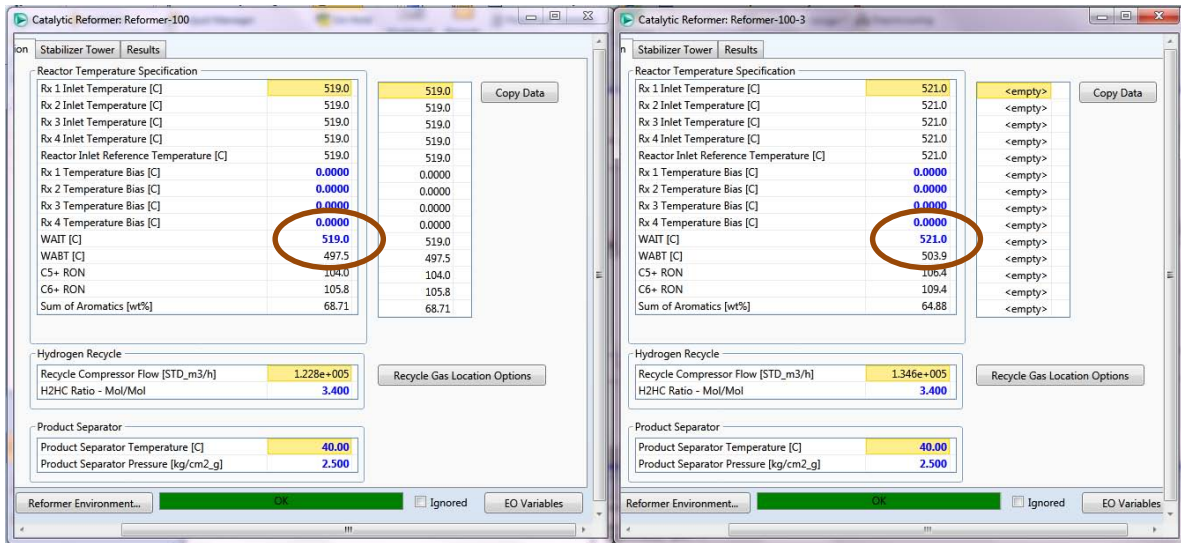 Catalytic Reformer: Reformer-100
on Stabilizer Tower Results
Reactor Temperature Specification
Rx 1 Inlet Temperature [C] 519.0 519.0 Copy Data
Rx 2 Inlet Temperature [C] 519.0 519.0
Rx 3 Inlet Temperature [C] 519.0 519.0
Rx 4 Inlet Temperature [C] 519.0 519.0
Reactor Inlet Reference Temperature [C] 519.0 519.0
Rx 1 Temperature Bias [C] 0.0000 0.0000
Rx 2 Temperature Bias [C] 0.0000 0.0000
Rx 3 Temperature Bias [C] 0.0000 0.0000
Rx 4 Temperature Bias [C] 0.0000 0.0000
WAIT [C] 519.0 519.0
WABT [C] 497.5 497.5
C5+ RON 104.0 104.0
C6+ RON 105.8 105.8
Sum of Aromatics [wt%] 68.71 68.71
Hydrogen Recycle
Recycle Compressor Flow [STD_m3/h] 1.228e+005 Recycle Gas Location Options
H2HC Ratio - Mol/Mol 3.400
Product Separator
Product Separator Temperature [C] 40.00
Product Separator Pressure [kg/cm2_g] 2.500
Reformer Environment... OK Ignored EO Variables
Catalytic Reformer: Reformer-100-3
n Stabilizer Tower Results
Reactor Temperature Specification
Rx 1 Inlet Temperature [C] 521.0 <empty> Copy Data
Rx 2 Inlet Temperature [C] 521.0 <empty>
Rx 3 Inlet Temperature [C] 521.0 <empty>
Rx 4 Inlet Temperature [C] 521.0 <empty>
Reactor Inlet Reference Temperature [C] 521.0 <empty>
Rx 1 Temperature Bias [C] 0.0000 <empty>
Rx 2 Temperature Bias [C] 0.0000 <empty>
Rx 3 Temperature Bias [C] 0.0000 <empty>
Rx 4 Temperature Bias [C] 0.0000 <empty>
WAIT [C] 521.0 <empty>
WABT [C] 503.9 <empty>
C5+ RON 106.4 <empty>
C6+ RON 109.4 <empty>
Sum of Aromatics [wt%] 64.88 <empty>
Hydrogen Recycle
Recycle Compressor Flow [STD_m3/h] 1.346e+005 Recycle Gas Location Options
H2HC Ratio - Mol/Mol 3.400
Product Separator
Product Separator Temperature [C] 40.00
Product Separator Pressure [kg/cm2_g] 2.500
Reformer Environment... OK Ignored EO Variables